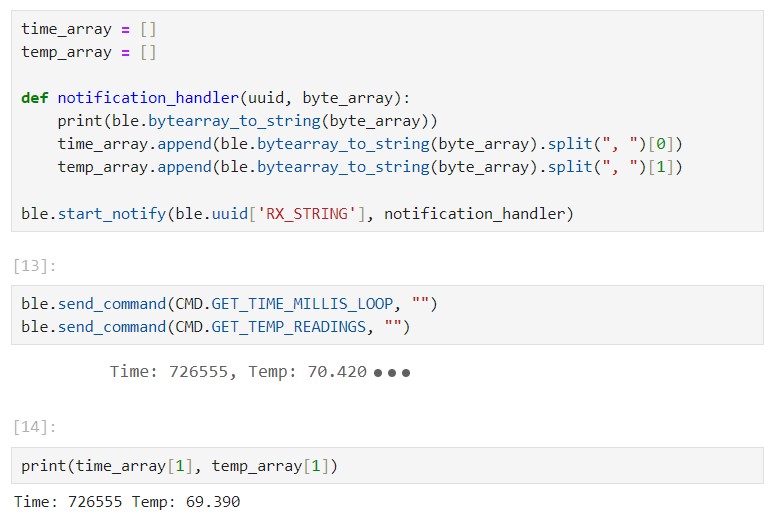 time_array = []
temp_array = []
def notification_handler(uuid, byte_array):
    print(ble.bytearray_to_string(byte_array))
    time_array.append(ble.bytearray_to_string(byte_array).split(", ")[0])
    temp_array.append(ble.bytearray_to_string(byte_array).split(", ")[1])
ble.start_notify(ble.uuid['RX_STRING'], notification_handler)
[13]:
ble.send_command(CMD.GET_TIME_MILLIS_LOOP, "")
ble.send_command(CMD.GET_TEMP_READINGS, "")
Time: 726555, Temp: 70.420 •••
[14]:
print(time_array[1], temp_array[1])
Time: 726555 Temp: 69.390